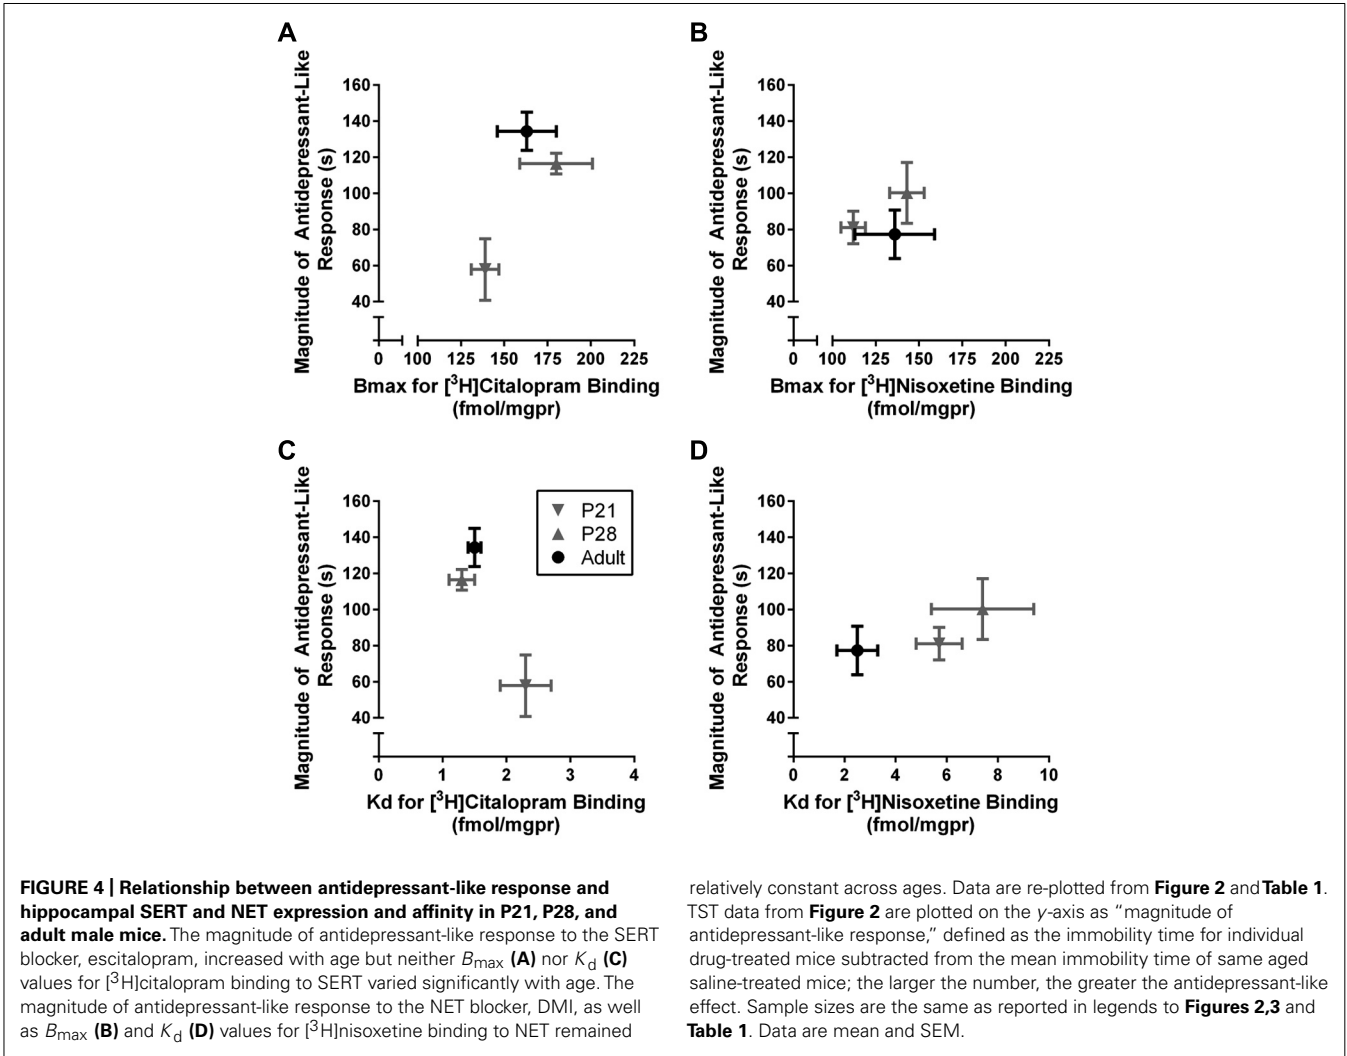 A
Magnitude of Antidepressant-Like
Response (s)
160
140
120
100
80
60
40
0 100 125 150 175 200 225
Bmax for [³H]Citalopram Binding
(fmol/mgpr)
B
Magnitude of Antidepressant-Like
Response (s)
160
140
120
100
80
60
40
0 100 125 150 175 200 225
Bmax for [³H]Nisoxetine Binding
(fmol/mgpr)
C
Magnitude of Antidepressant-Like
Response (s)
160
140
120
100
80
60
40
P21
P28
Adult
0 1 2 3 4
Kd for [³H]Citalopram Binding
(fmol/mgpr)
D
Magnitude of Antidepressant-Like
Response (s)
160
140
120
100
80
60
40
0 2 4 6 8 10
Kd for [³H]Nisoxetine Binding
(fmol/mgpr)
FIGURE 4 | Relationship between antidepressant-like response and
hippocampal SERT and NET expression and affinity in P21, P28, and
adult male mice. The magnitude of antidepressant-like response to the SERT
blocker, escitalopram, increased with age but neither Bmax (A) nor Kd (C)
values for [³H]citalopram binding to SERT varied significantly with age. The
magnitude of antidepressant-like response to the NET blocker, DMI, as well
as Bmax (B) and Kd (D) values for [³H]nisoxetine binding to NET remained
relatively constant across ages. Data are re-plotted from Figure 2 and Table 1.
TST data from Figure 2 are plotted on the y-axis as “magnitude of
antidepressant-like response,” defined as the immobility time for individual
drug-treated mice subtracted from the mean immobility time of same aged
saline-treated mice; the larger the number, the greater the antidepressant-like
effect. Sample sizes are the same as reported in legends to Figures 2,3 and
Table 1. Data are mean and SEM.